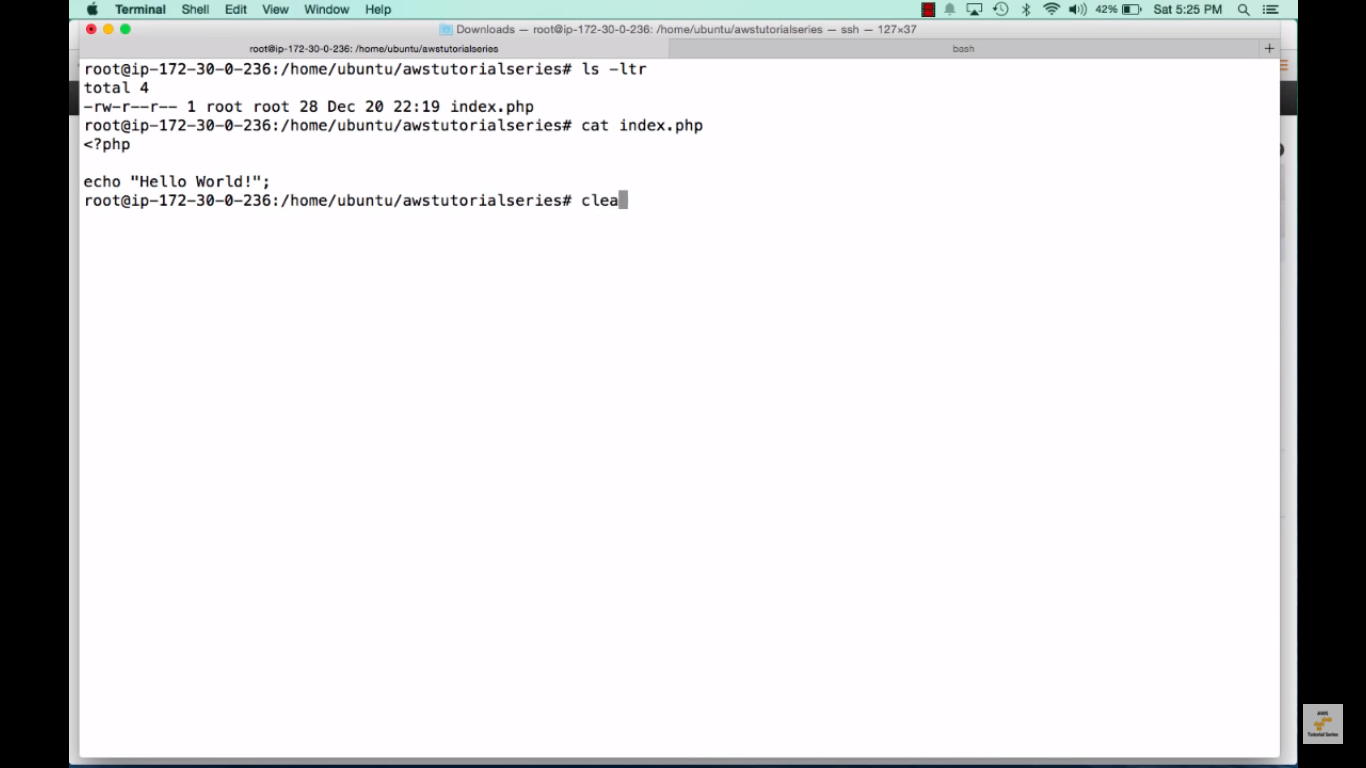 Terminal Shell Edit View Window Help 42% Sat 5:25 PM
Downloads — root@ip-172-30-0-236: /home/ubuntu/awstutorialseries — ssh — 127×37
root@ip-172-30-0-236: /home/ubuntu/awstutorialseries bash +
root@ip-172-30-0-236:/home/ubuntu/awstutorialseries# ls -ltr
total 4
-rw-r--r-- 1 root root 28 Dec 20 22:19 index.php
root@ip-172-30-0-236:/home/ubuntu/awstutorialseries# cat index.php
<?php
echo "Hello World!";
root@ip-172-30-0-236:/home/ubuntu/awstutorialseries# clea
AWS
Tutorial Series